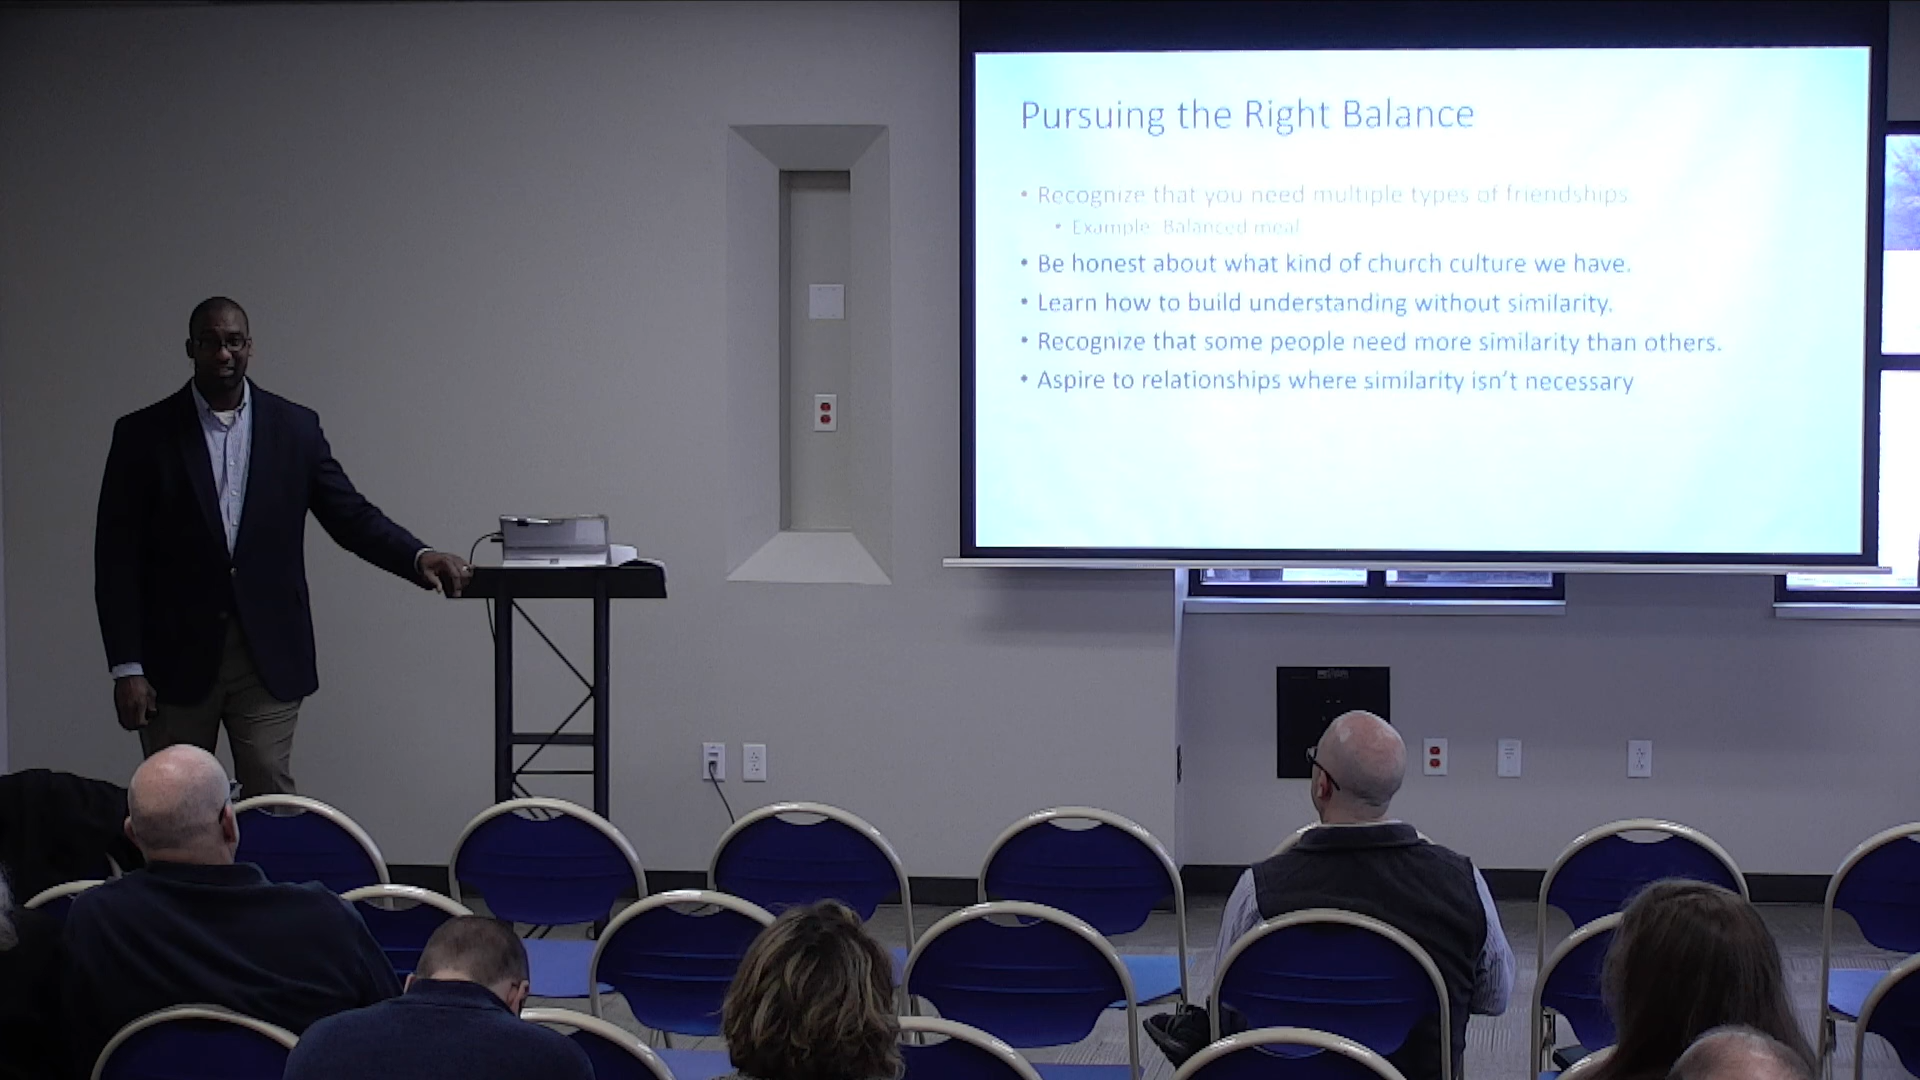 Pursuing the Right Balance
• Recognize that you need multiple types of friendships
• Example: Balanced meal
• Be honest about what kind of church culture we have.
• Learn how to build understanding without similarity.
• Recognize that some people need more similarity than others.
• Aspire to relationships where similarity isn't necessary